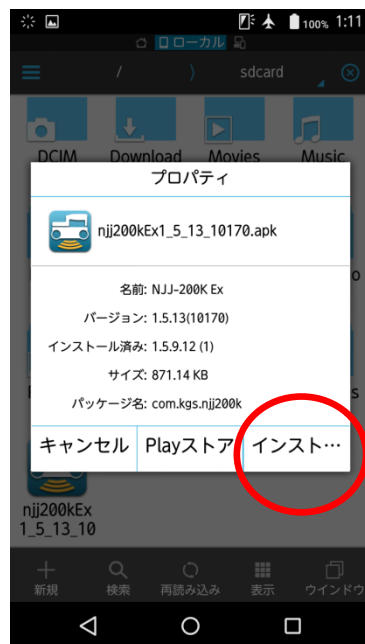 100% 1:11
ローカル
/ 〉 sdcard
DCIM Download Movies Music
プロパティ
njj200kEx1_5_13_10170.apk
名前: NJJ-200K Ex
バージョン: 1.5.13(10170)
インストール済み: 1.5.9.12 (1)
サイズ: 871.14 KB
パッケージ名: com.kgs.njj200k
キャンセル Playストア インスト…
njj200kEx
1_5_13_10
新規 検索 再読み込み 表示 ウインドウ